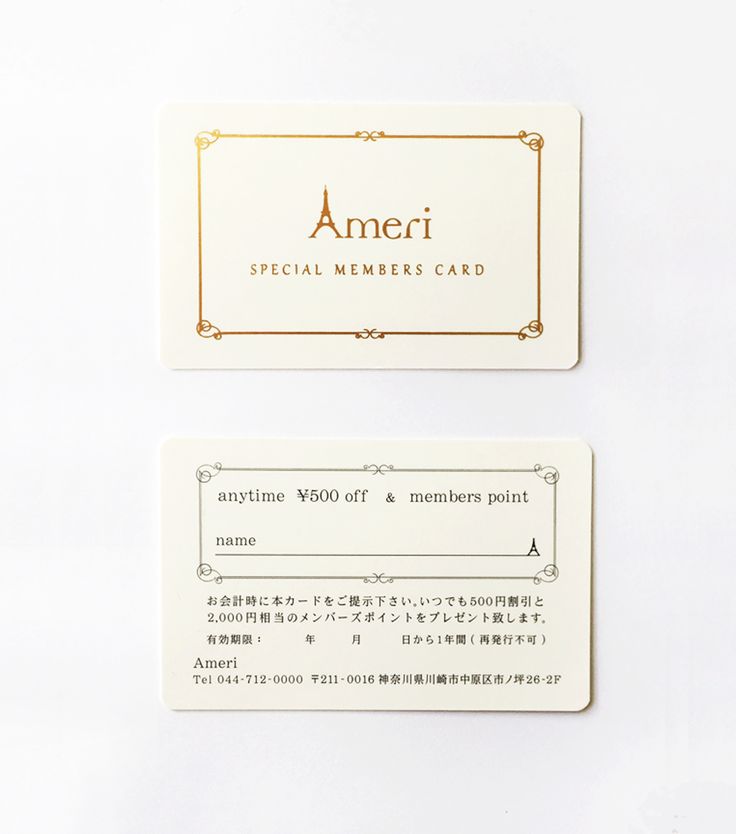 Ameri
SPECIAL MEMBERS CARD
anytime ¥500 off & members point
name
お会計時に本カードをご提示下さい。いつでも500円割引と
2,000円相当のメンバーズポイントをプレゼント致します。
有効期限： 年 月 日から1年間 ( 再発行不可 )
Ameri
Tel 044-712-0000 〒211-0016 神奈川県川崎市中原区市ノ坪26-2F